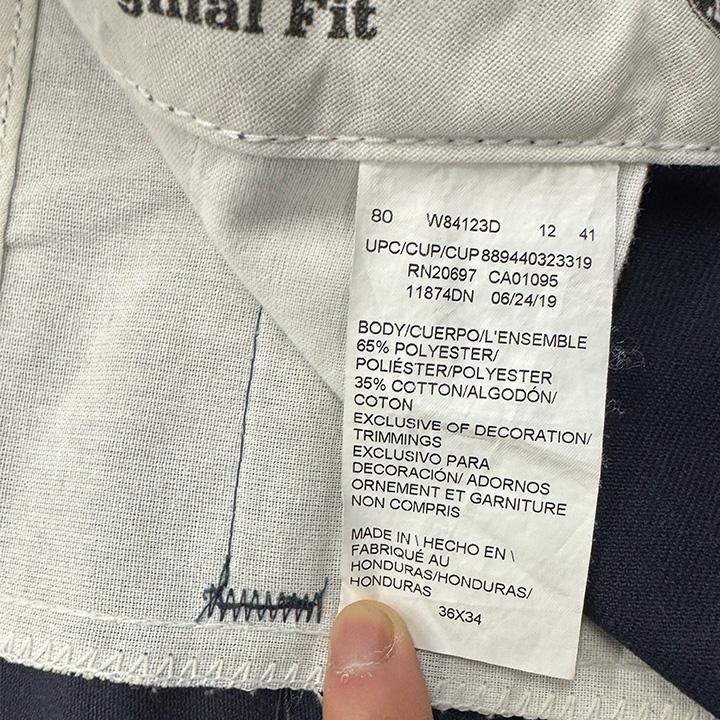 Fit
80 W84123D 12 41
UPC/CUP/CUP 889440323319
RN20697 CA01095
11874DN 06/24/19
BODY/CUERPO/L'ENSEMBLE
65% POLYESTER/
POLIÉSTER/POLYESTER
35% COTTON/ALGODÓN/
COTON
EXCLUSIVE OF DECORATION/
TRIMMINGS
EXCLUSIVO PARA
DECORACIÓN/ ADORNOS
ORNEMENT ET GARNITURE
NON COMPRIS
MADE IN \ HECHO EN \
FABRIQUÉ AU
HONDURAS/HONDURAS/
HONDURAS
36X34